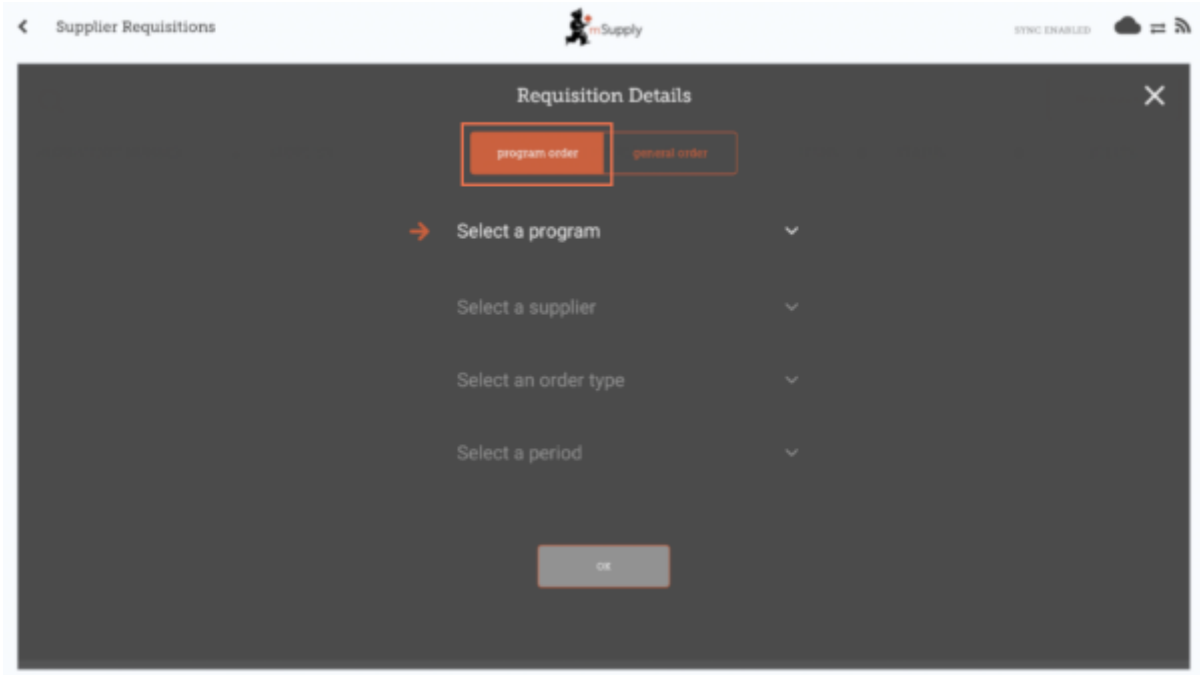 Supplier Requisitions
mSupply
SYNC ENABLED
Requisition Details
program order
general order
Select a program
Select a supplier
Select an order type
Select a period
OK